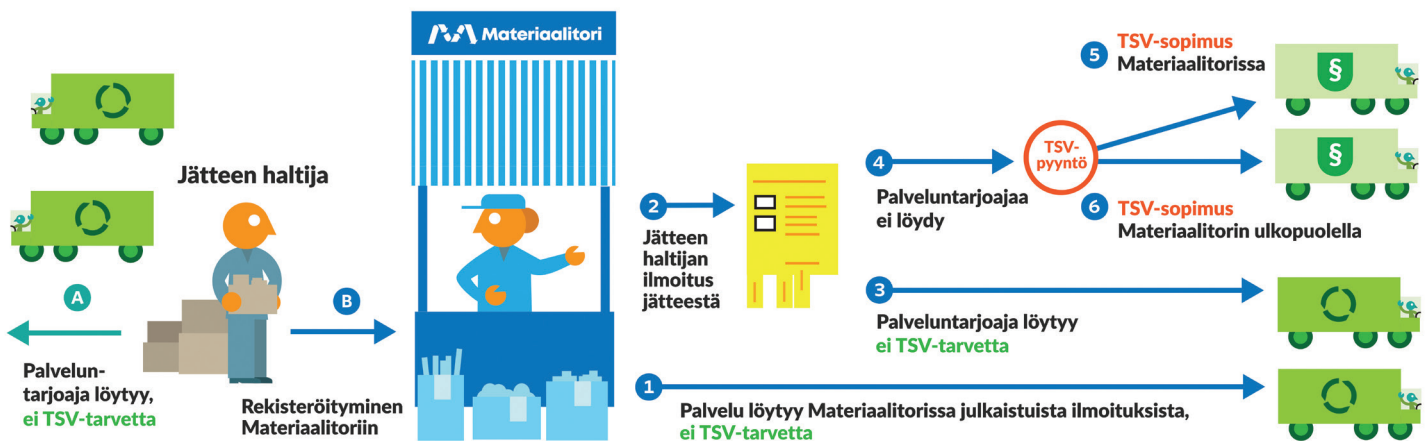 Materiaalitori
Jätteen haltija
A
Palvelun-
tarjoaja löytyy,
ei TSV-tarvetta
B
Rekisteröityminen
Materiaalitoriin
2
Jätteen
haltijan
ilmoitus
jätteestä
4
Palveluntarjoajaa
ei löydy
TSV-
pyyntö
5
TSV-sopimus
Materiaalitorissa
§
§
6
TSV-sopimus
Materiaalitorin ulkopuolella
3
Palveluntarjoaja löytyy
ei TSV-tarvetta
1
Palvelu löytyy Materiaalitorissa julkaistuista ilmoituksista,
ei TSV-tarvetta